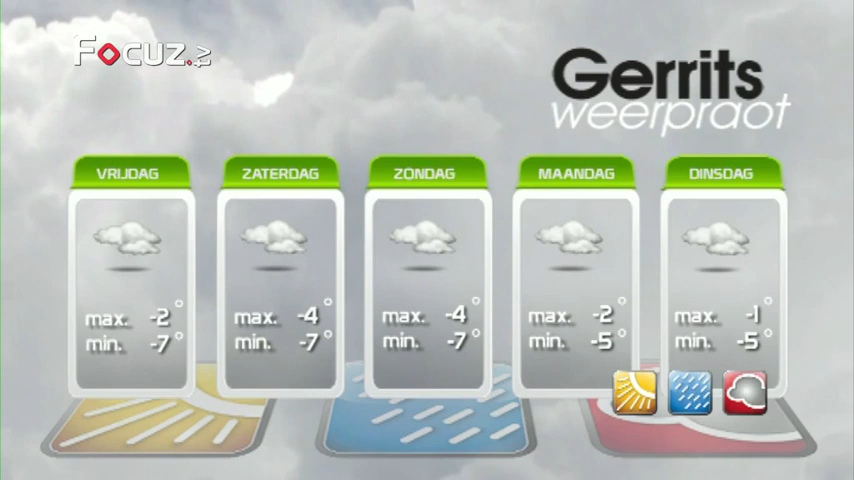 FOCUZ.TV
Gerrits
weerpraot
VRIJDAG
max. -2°
min. -7°
ZATERDAG
max. -4°
min. -7°
ZONDAG
max. -4°
min. -7°
MAANDAG
max. -2°
min. -5°
DINSDAG
max. -1°
min. -5°